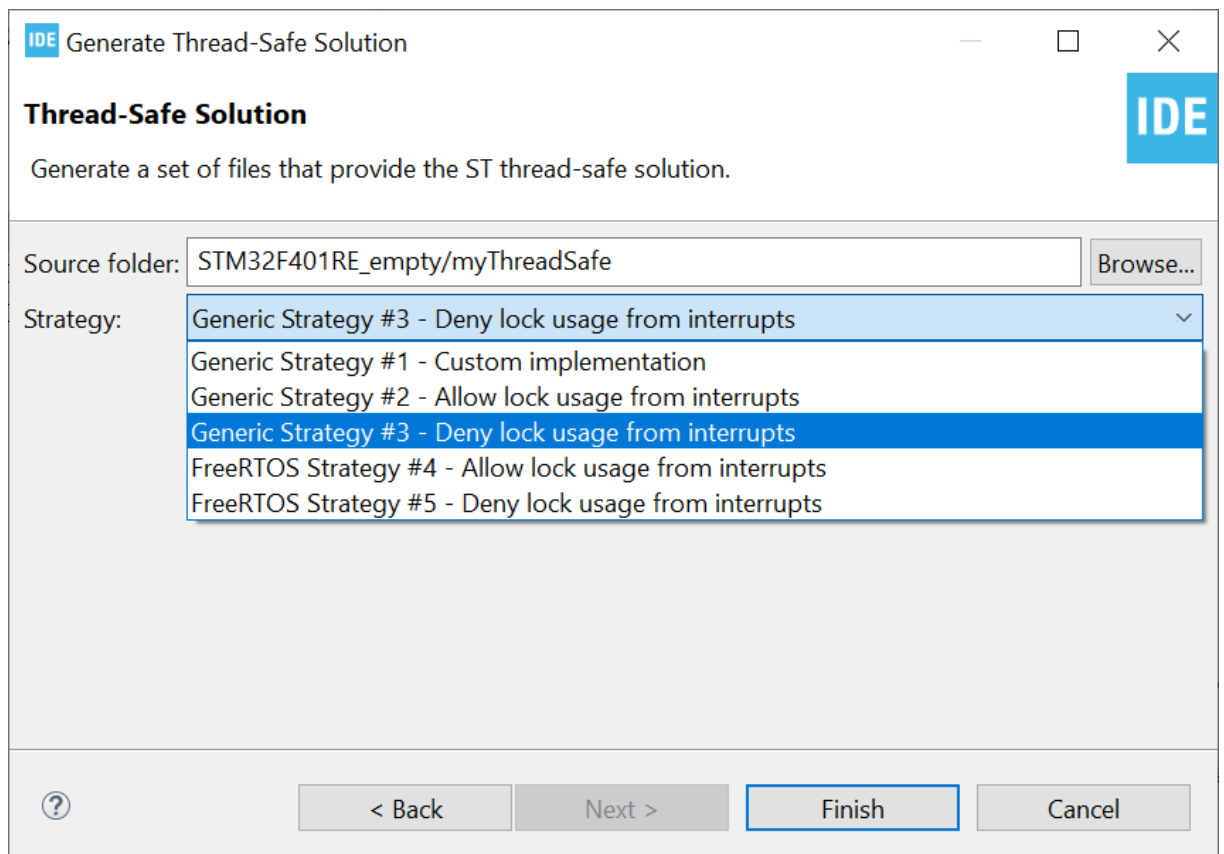 IDE Generate Thread-Safe Solution
Thread-Safe Solution
IDE
Generate a set of files that provide the ST thread-safe solution.
Source folder: STM32F401RE_empty/myThreadSafe Browse...
Strategy: Generic Strategy #3 - Deny lock usage from interrupts
Generic Strategy #1 - Custom implementation
Generic Strategy #2 - Allow lock usage from interrupts
Generic Strategy #3 - Deny lock usage from interrupts
FreeRTOS Strategy #4 - Allow lock usage from interrupts
FreeRTOS Strategy #5 - Deny lock usage from interrupts
? < Back Next > Finish Cancel